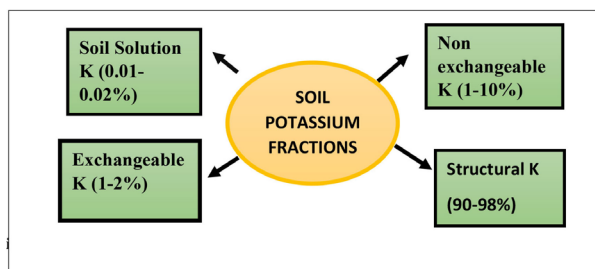 Soil Solution
K (0.01-
0.02%)
Non
exchangeable
K (1-10%)
SOIL
POTASSIUM
FRACTIONS
Exchangeable
K (1-2%)
Structural K
(90-98%)